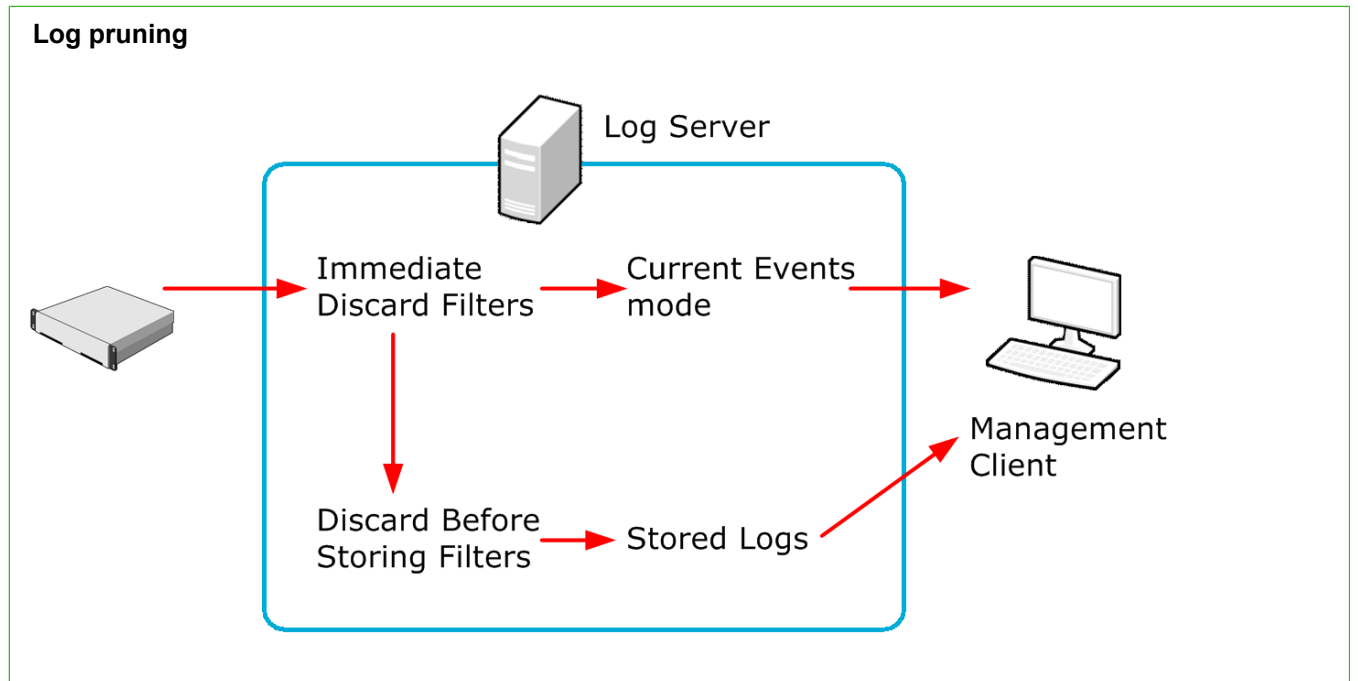 Log pruning
Log Server
Immediate
Discard Filters
Current Events
mode
Management
Client
Discard Before
Storing Filters
Stored Logs